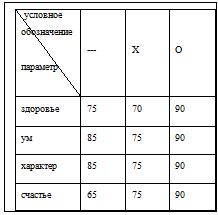 условное
обозначение
параметр
--- Х О
здоровье 75 70 90
ум 85 75 90
характер 85 75 90
счастье 65 75 90